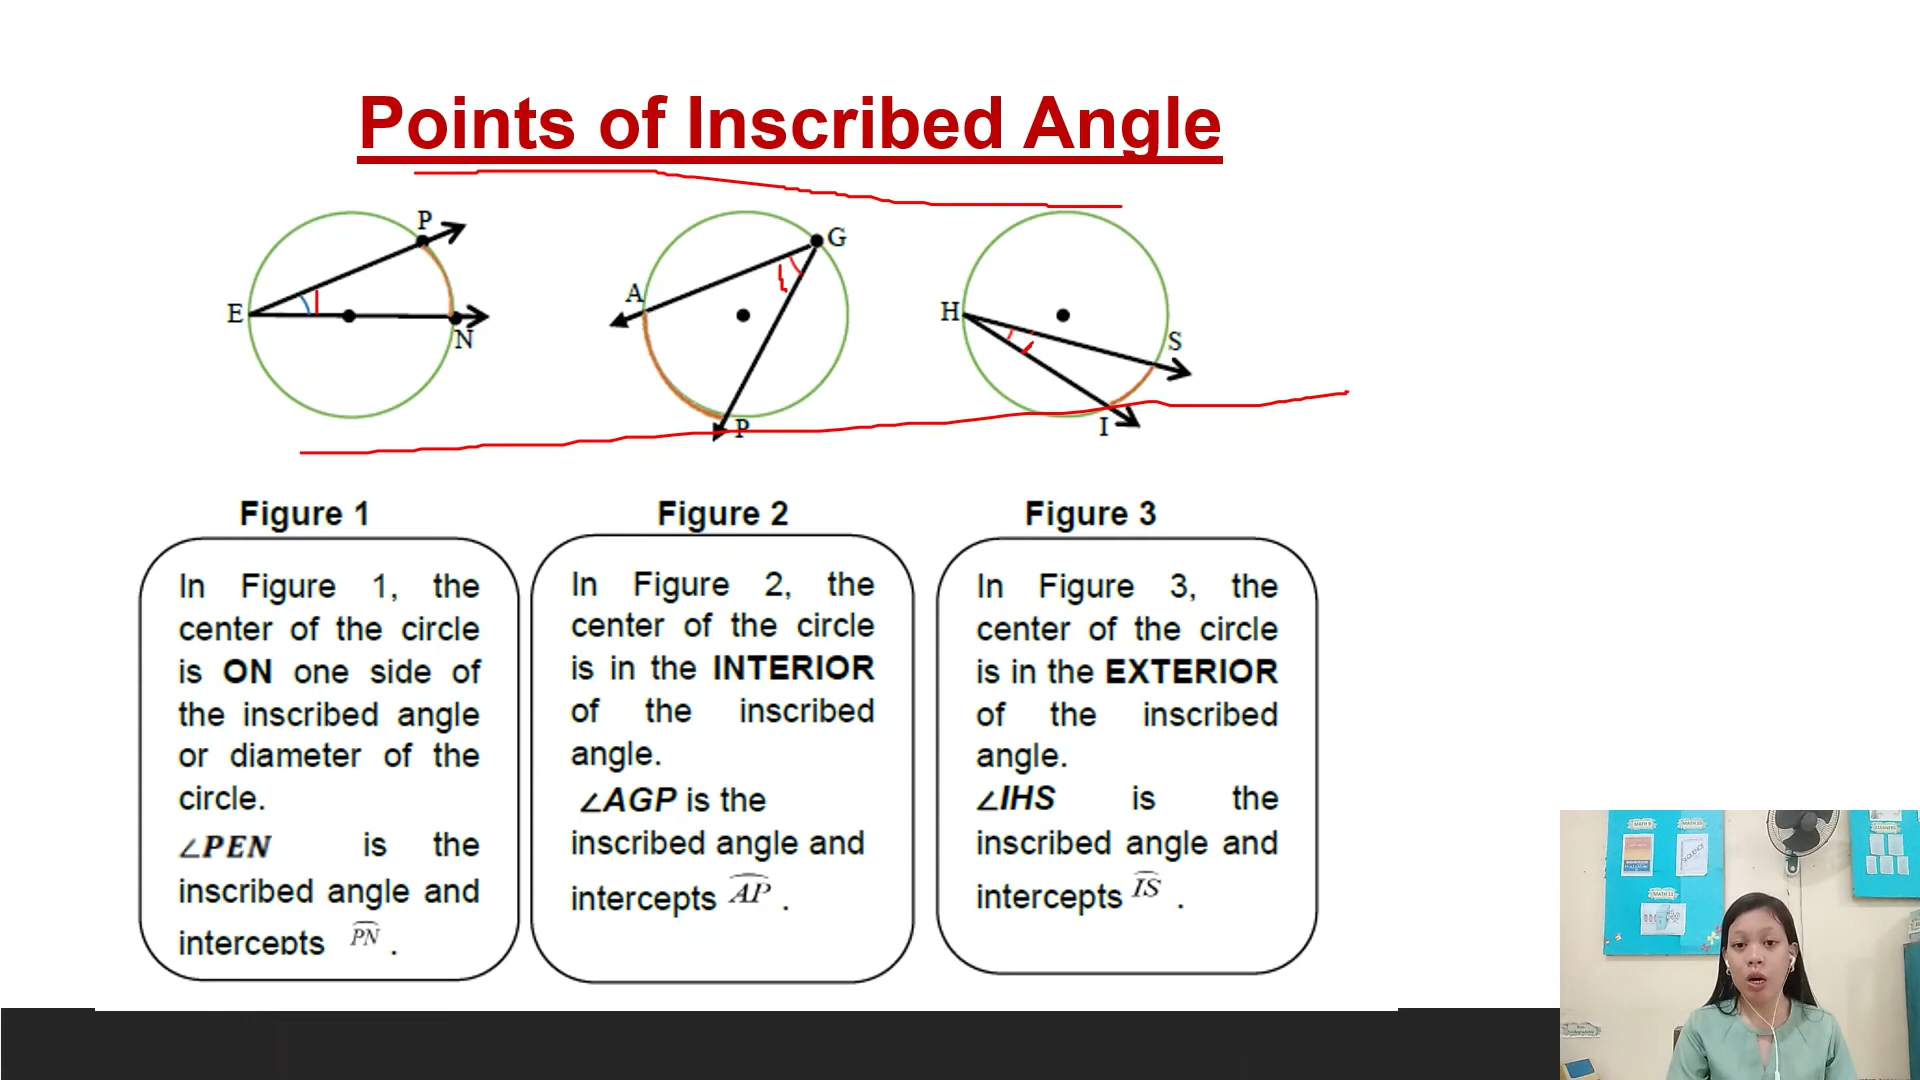 Points of Inscribed Angle
P
E
N
G
A
P
H
S
I
Figure 1
Figure 2
Figure 3
In Figure 1, the
center of the circle
is ON one side of
the inscribed angle
or diameter of the
circle.
∠PEN is the
inscribed angle and
intercepts PN .
In Figure 2, the
center of the circle
is in the INTERIOR
of the inscribed
angle.
∠AGP is the
inscribed angle and
intercepts AP .
In Figure 3, the
center of the circle
is in the EXTERIOR
of the inscribed
angle.
∠IHS is the
inscribed angle and
intercepts IS .
MATH 8
SEQUENCE